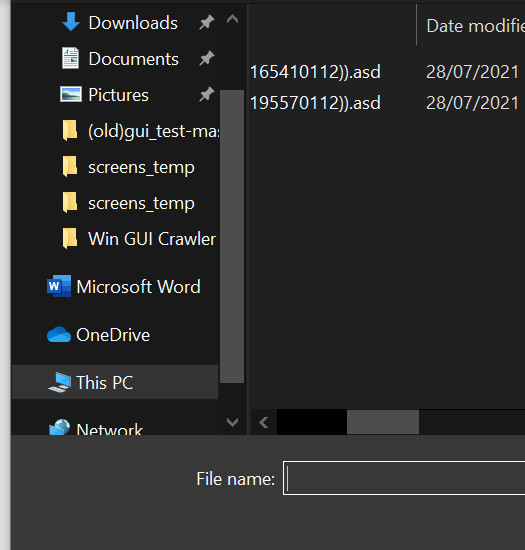 Downloads
Documents
Pictures
(old)gui_test-mas
screens_temp
screens_temp
Win GUI Crawler
Microsoft Word
OneDrive
This PC
Network
Date modifie
165410112)).asd 28/07/2021
195570112)).asd 28/07/2021
File name: